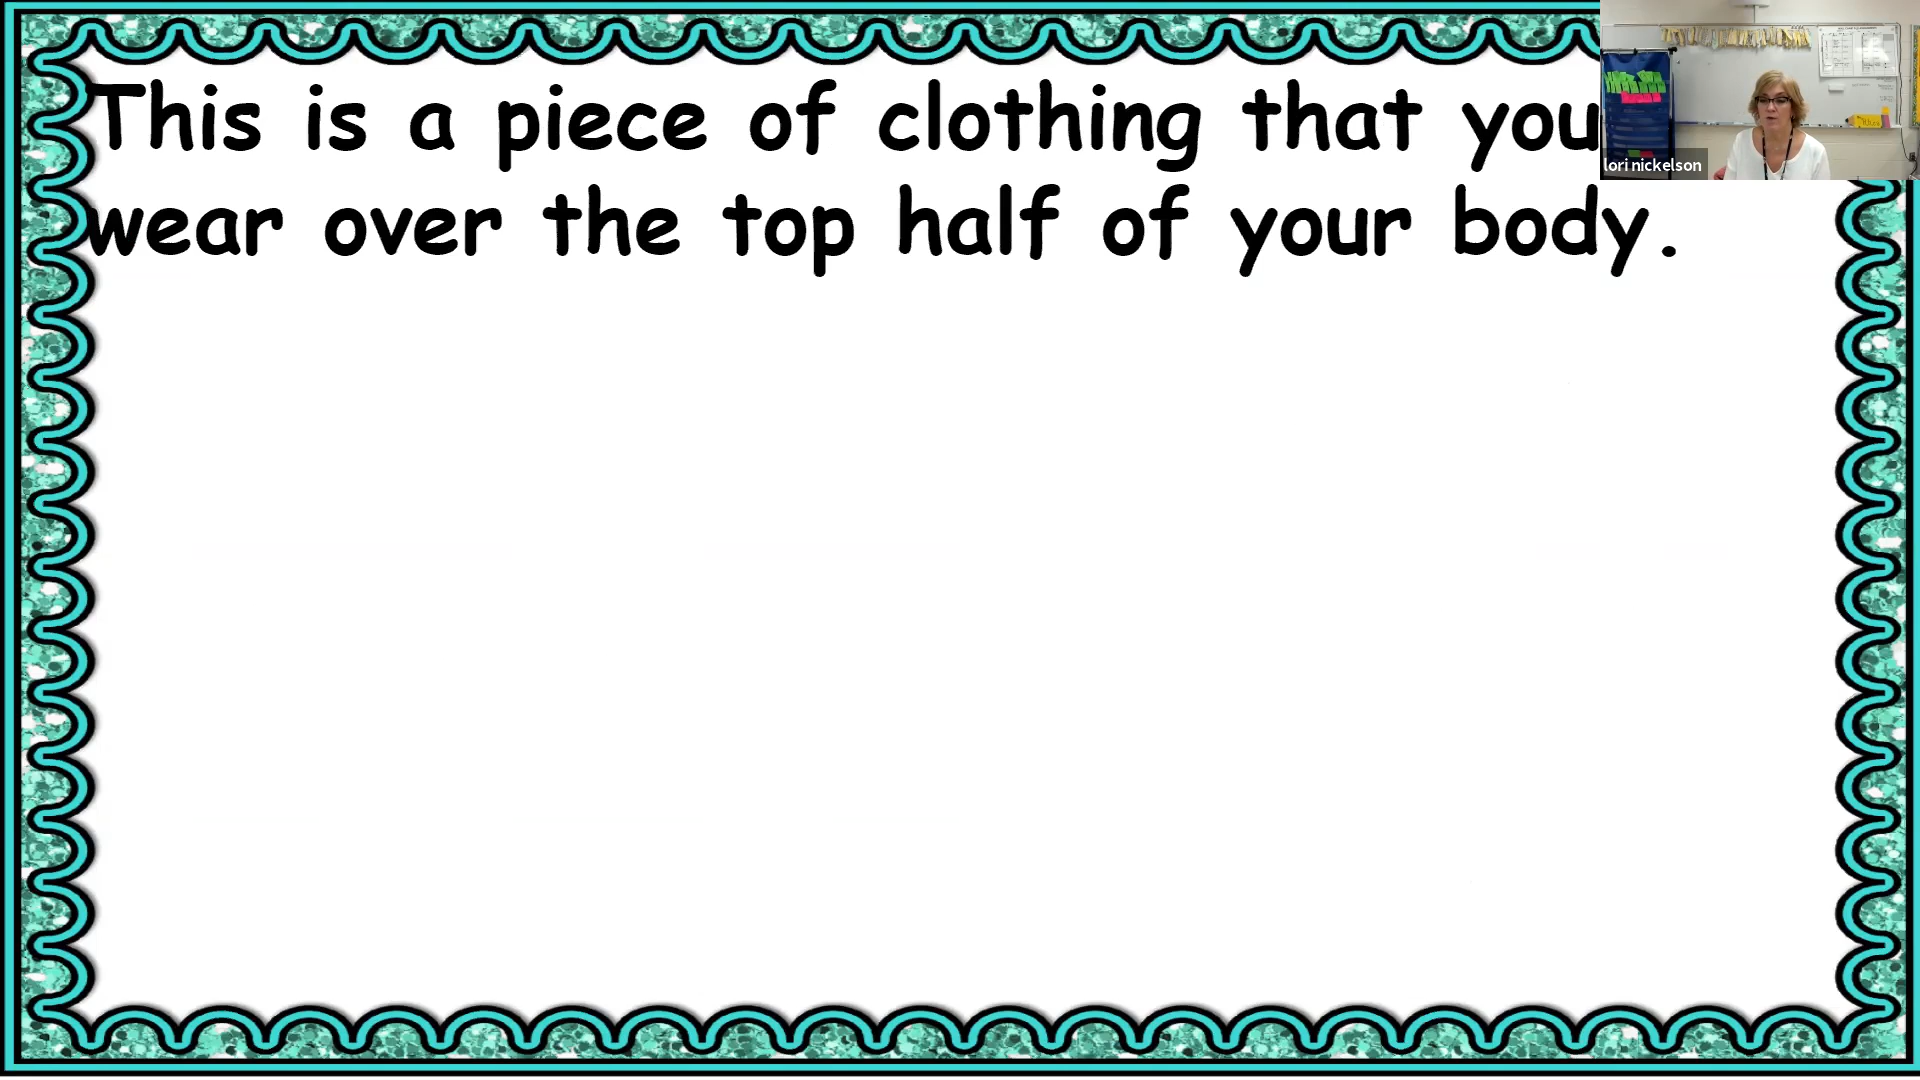 This is a piece of clothing that you
wear over the top half of your body.
lori nickelson